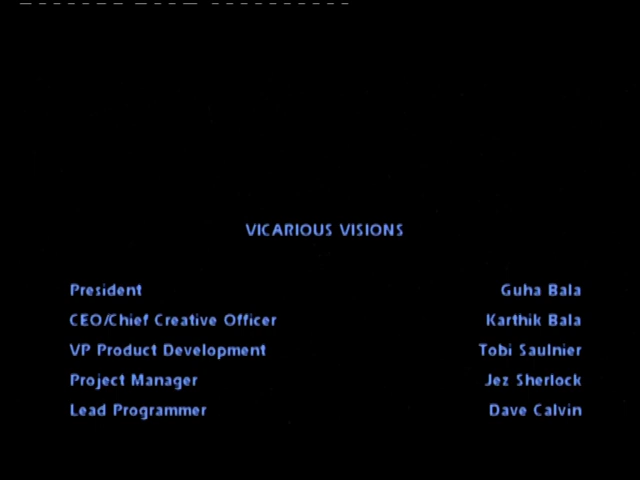 VICARIOUS VISIONS
President Guha Bala
CEO/Chief Creative Officer Karthik Bala
VP Product Development Tobi Saulnier
Project Manager Jez Sherlock
Lead Programmer Dave Calvin